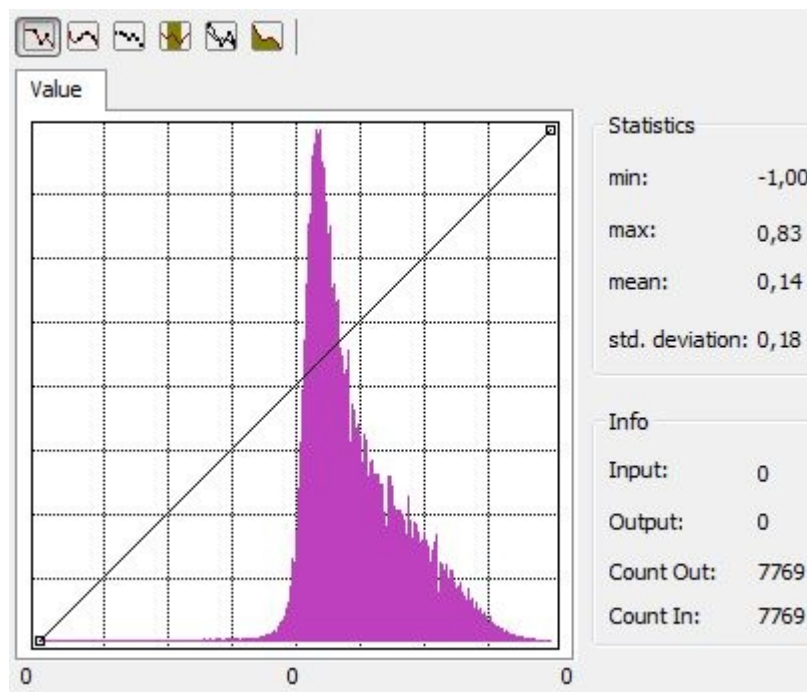 Value
Statistics
min: -1,00
max: 0,83
mean: 0,14
std. deviation: 0,18
Info
Input: 0
Output: 0
Count Out: 7769
Count In: 7769
0 0 0